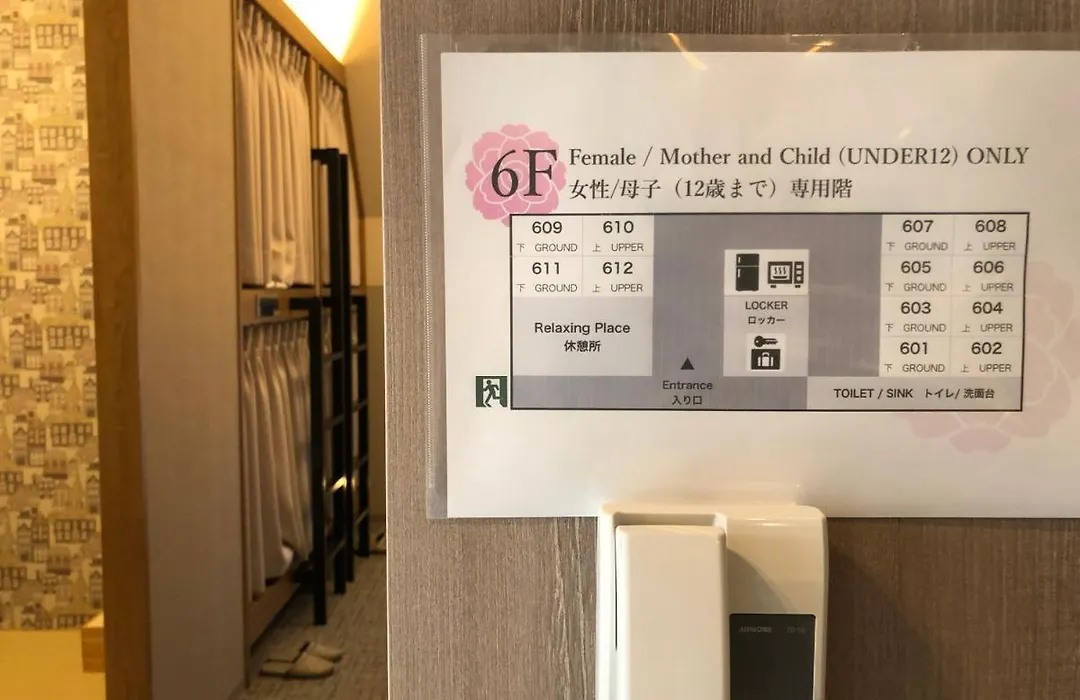 6F
Female / Mother and Child (UNDER12) ONLY
女性/母子（12歳まで）専用階
609 610
下 GROUND 上 UPPER
611 612
下 GROUND 上 UPPER
Relaxing Place
休憩所
LOCKER
ロッカー
Entrance
入り口
607 608
下 GROUND 上 UPPER
605 606
下 GROUND 上 UPPER
603 604
下 GROUND 上 UPPER
601 602
下 GROUND 上 UPPER
TOILET / SINK トイレ/ 洗面台